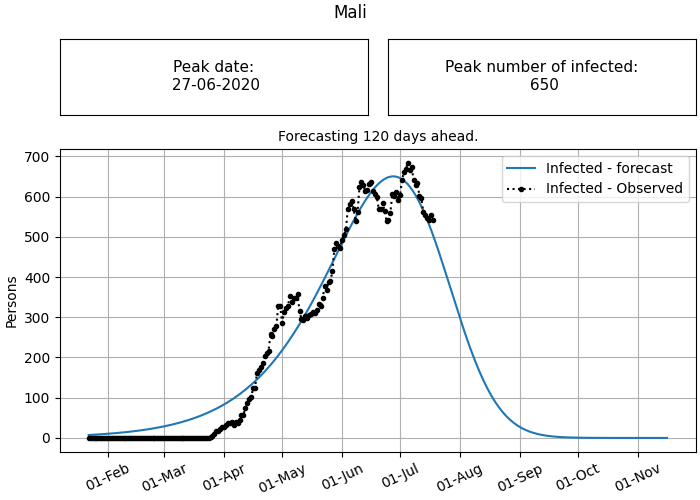 Mali
Peak date:
27-06-2020
Peak number of infected:
650
Forecasting 120 days ahead.
Persons
700
600
500
400
300
200
100
0
Infected - forecast
Infected - Observed
01-Feb
01-Mar
01-Apr
01-May
01-Jun
01-Jul
01-Aug
01-Sep
01-Oct
01-Nov